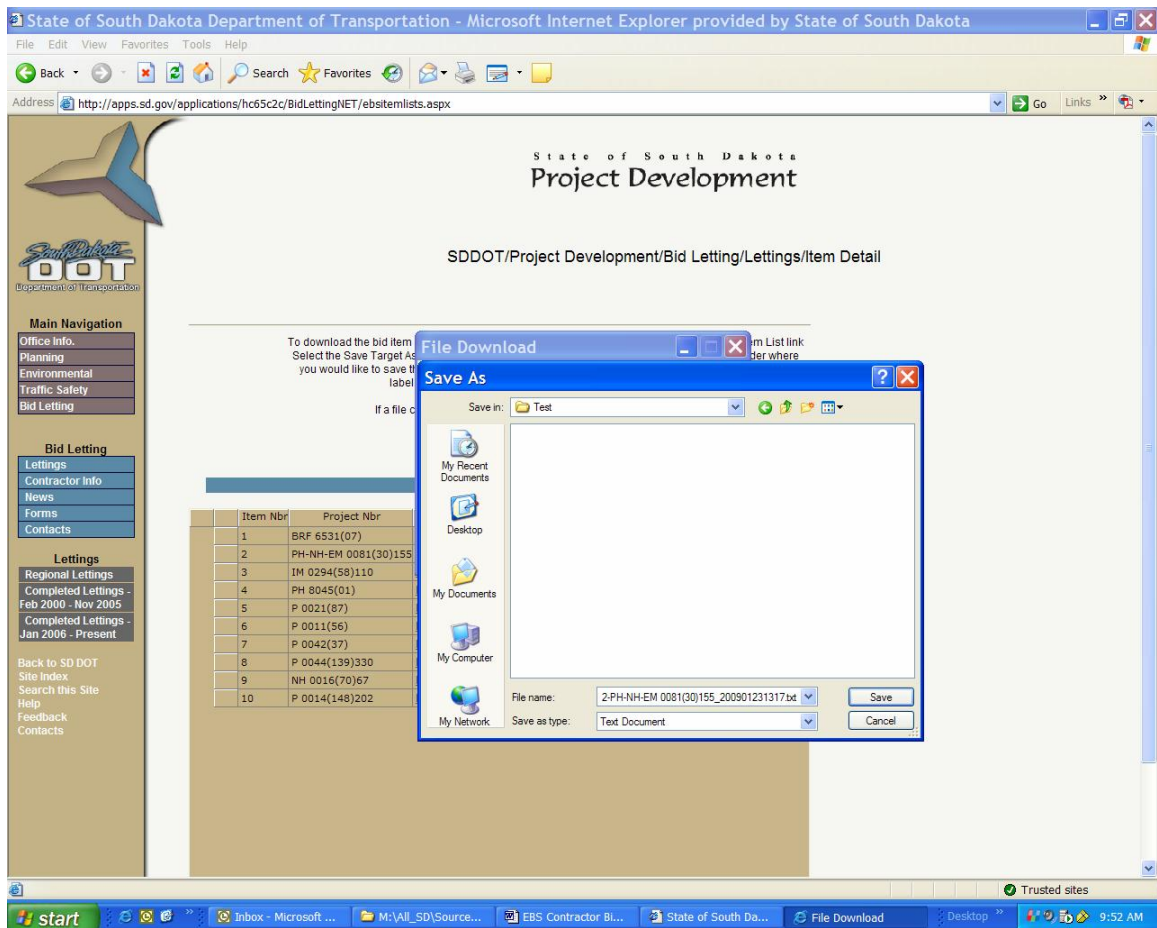 State of South Dakota Department of Transportation - Microsoft Internet Explorer provided by State of South Dakota
File Edit View Favorites Tools Help
Back Search Favorites
Address http://apps.sd.gov/applications/hc65c2c/BidLettingNET/ebsitemlists.aspx Go Links »
State of South Dakota
Project Development
South Dakota
DOT
Department of Transportation
SDDOT/Project Development/Bid Letting/Lettings/Item Detail
Main Navigation
Office Info.
Planning
Environmental
Traffic Safety
Bid Letting
Bid Letting
Lettings
Contractor Info
News
Forms
Contacts
Lettings
Regional Lettings
Completed Lettings -
Feb 2000 - Nov 2005
Completed Lettings -
Jan 2006 - Present
Back to SD DOT
Site Index
Search this Site
Help
Feedback
Contacts
To download the bid item
em List link
Select the Save Target As
der where
you would like to save th
label
If a file c
Item Nbr Project Nbr
1 BRF 6531(07)
2 PH-NH-EM 0081(30)155
3 IM 0294(58)110
4 PH 8045(01)
5 P 0021(87)
6 P 0011(56)
7 P 0042(37)
8 P 0044(139)330
9 NH 0016(70)67
10 P 0014(148)202
File Download
Save As
Save in: Test
My Recent
Documents
Desktop
My Documents
My Computer
My Network
File name: 2-PH-NH-EM 0081(30)155_200901231317.txt Save
Save as type: Text Document Cancel
Trusted sites
start » Inbox - Microsoft ... M:\All_SD\Source... EBS Contractor Bi... State of South Da... File Download Desktop » 9:52 AM